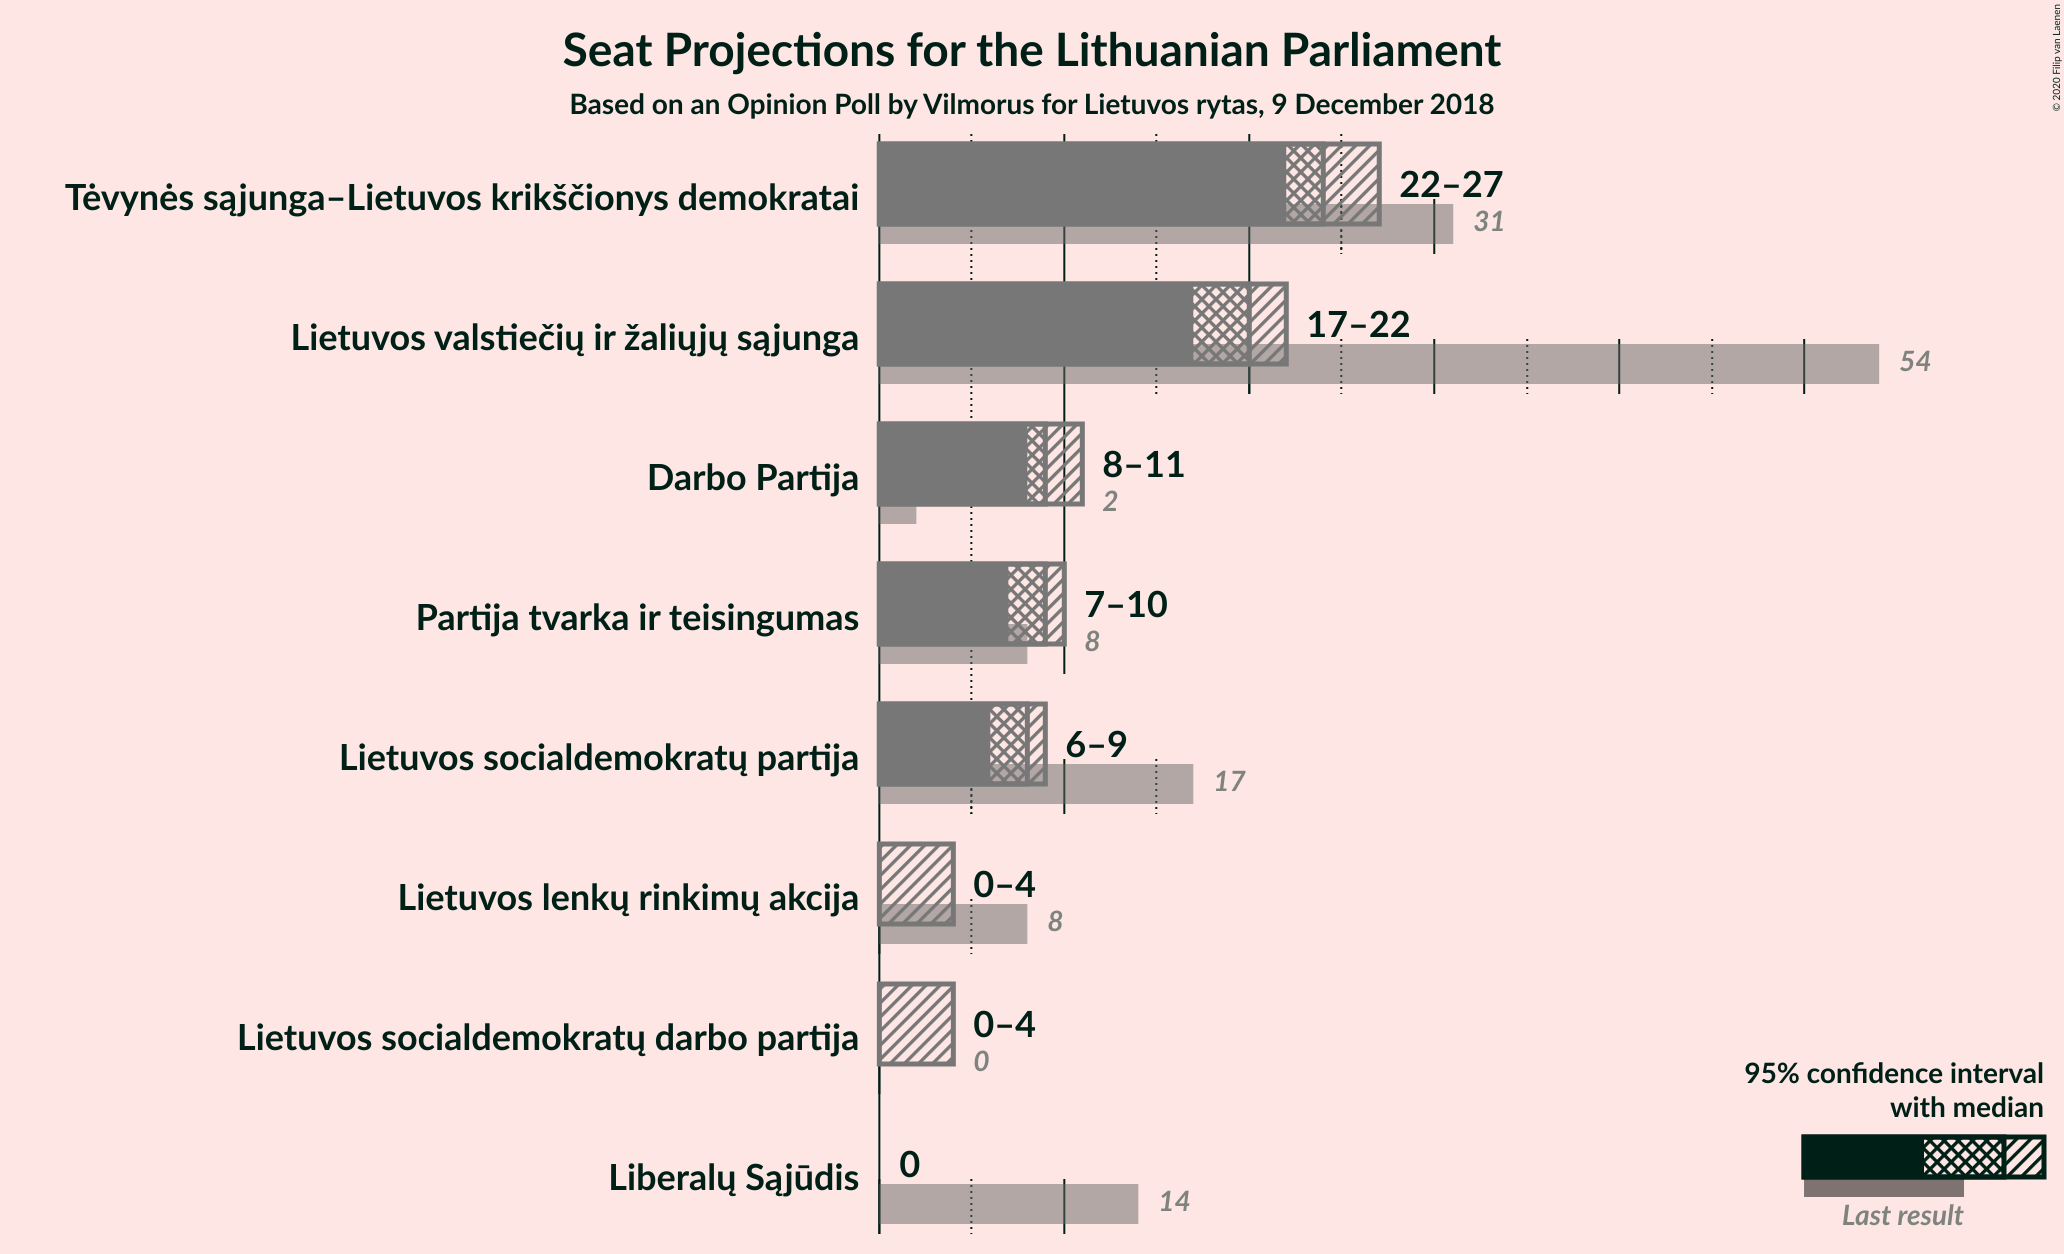 Seat Projections for the Lithuanian Parliament
Based on an Opinion Poll by Vilmorus for Lietuvos rytas, 9 December 2018
© 2020 Filip van Laenen
Tėvynės sąjunga–Lietuvos krikščionys demokratai
22–27
31
Lietuvos valstiečių ir žaliųjų sąjunga
17–22
54
Darbo Partija
8–11
2
Partija tvarka ir teisingumas
7–10
8
Lietuvos socialdemokratų partija
6–9
17
Lietuvos lenkų rinkimų akcija
0–4
8
Lietuvos socialdemokratų darbo partija
0–4
0
Liberalų Sąjūdis
0
14
95% confidence interval
with median
Last result